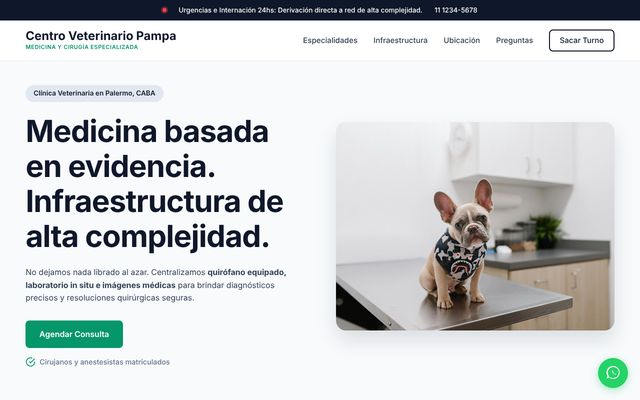 Urgencias e Internación 24hs: Derivación directa a red de alta complejidad. 11 1234-5678
Centro Veterinario Pampa
MEDICINA Y CIRUGÍA ESPECIALIZADA
Especialidades Infraestructura Ubicación Preguntas Sacar Turno
Clínica Veterinaria en Palermo, CABA
Medicina basada
en evidencia.
Infraestructura de
alta complejidad.
No dejamos nada librado al azar. Centralizamos quirófano equipado,
laboratorio in situ e imágenes médicas para brindar diagnósticos
precisos y resoluciones quirúrgicas seguras.
Agendar Consulta
Cirujanos y anestesistas matriculados